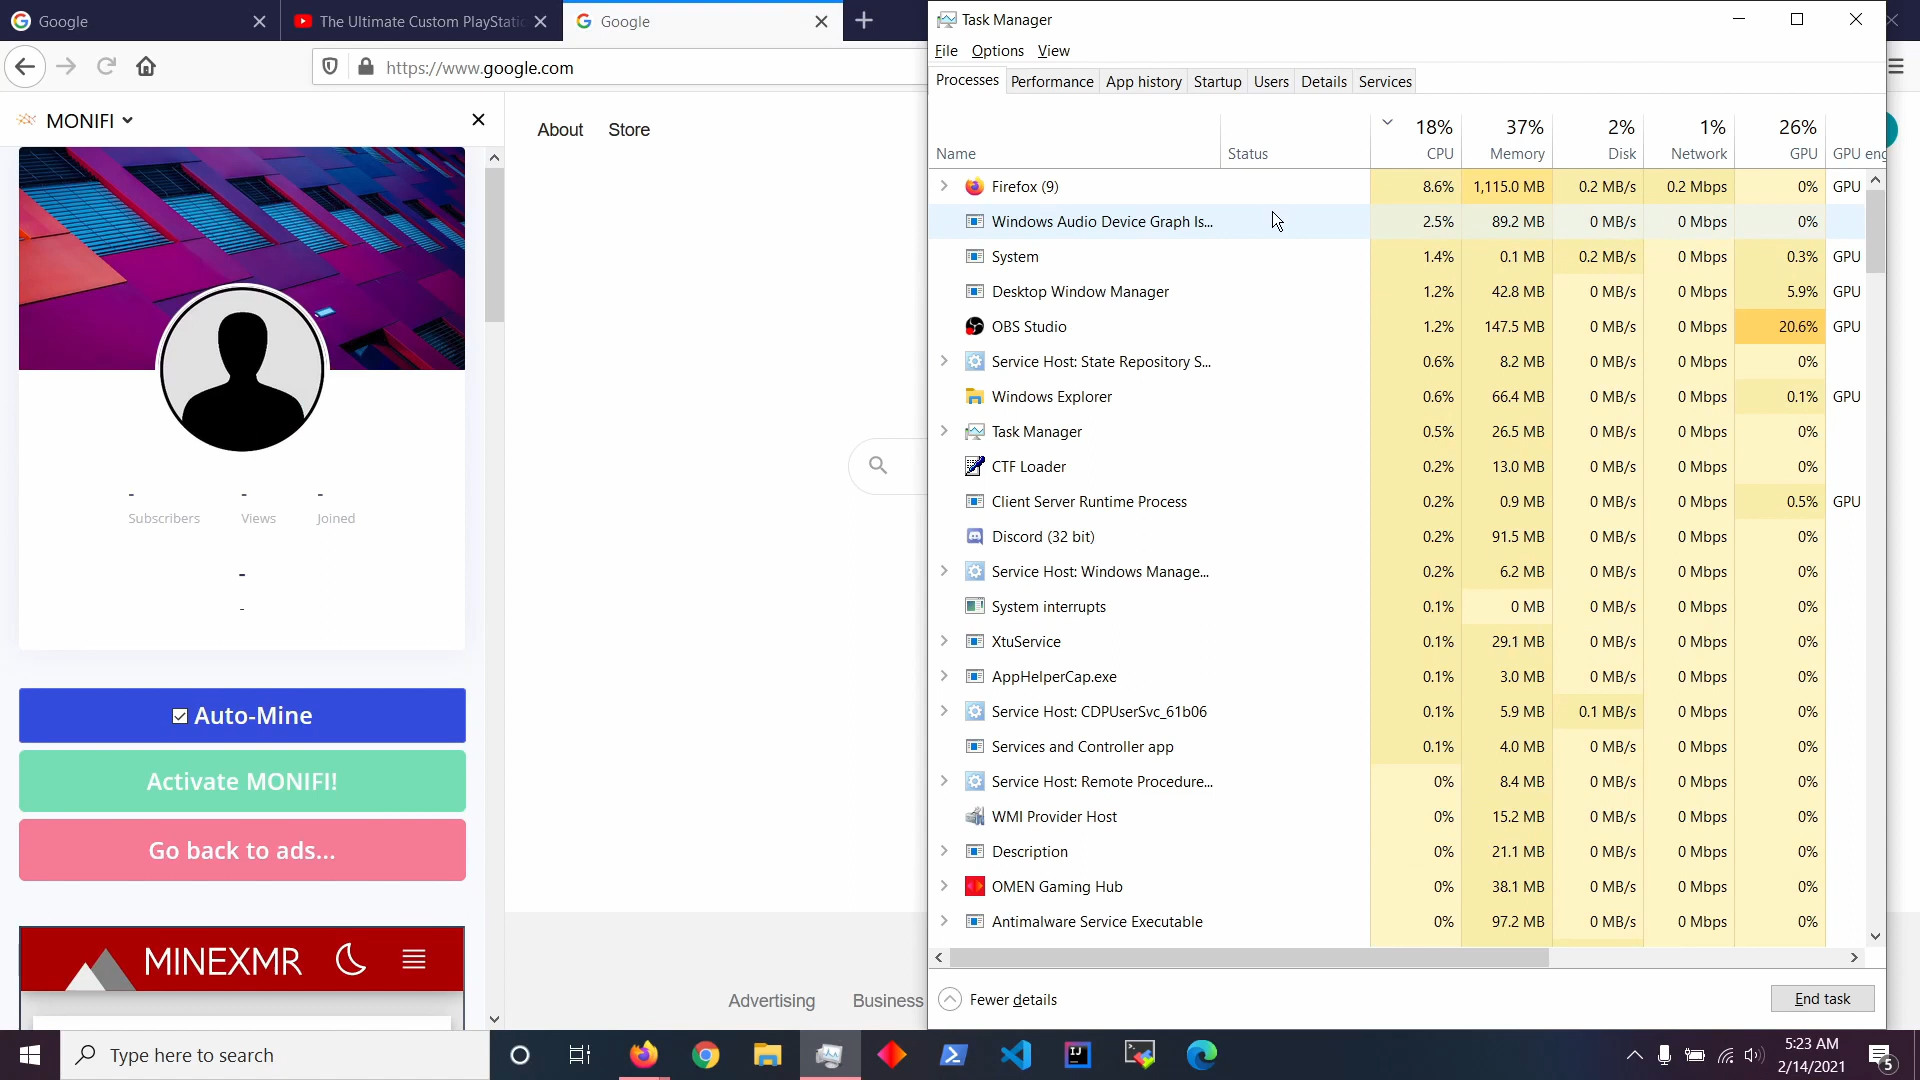 Google
The Ultimate Custom PlayStatio
Google
https://www.google.com
MONIFI
About
Store
-
-
-
Subscribers
Views
Joined
-
-
Auto-Mine
Activate MONIFI!
Go back to ads...
MINEXMR
Advertising
Business
Task Manager
File Options View
Processes Performance App history Startup Users Details Services
18% 37% 2% 1% 26%
Name Status CPU Memory Disk Network GPU GPU eng
Firefox (9) 8.6% 1,115.0 MB 0.2 MB/s 0.2 Mbps 0% GPU
Windows Audio Device Graph Is... 2.5% 89.2 MB 0 MB/s 0 Mbps 0%
System 1.4% 0.1 MB 0.2 MB/s 0 Mbps 0.3% GPU
Desktop Window Manager 1.2% 42.8 MB 0 MB/s 0 Mbps 5.9% GPU
OBS Studio 1.2% 147.5 MB 0 MB/s 0 Mbps 20.6% GPU
Service Host: State Repository S... 0.6% 8.2 MB 0 MB/s 0 Mbps 0%
Windows Explorer 0.6% 66.4 MB 0 MB/s 0 Mbps 0.1% GPU
Task Manager 0.5% 26.5 MB 0 MB/s 0 Mbps 0%
CTF Loader 0.2% 13.0 MB 0 MB/s 0 Mbps 0%
Client Server Runtime Process 0.2% 0.9 MB 0 MB/s 0 Mbps 0.5% GPU
Discord (32 bit) 0.2% 91.5 MB 0 MB/s 0 Mbps 0%
Service Host: Windows Manage... 0.2% 6.2 MB 0 MB/s 0 Mbps 0%
System interrupts 0.1% 0 MB 0 MB/s 0 Mbps 0%
XtuService 0.1% 29.1 MB 0 MB/s 0 Mbps 0%
AppHelperCap.exe 0.1% 3.0 MB 0 MB/s 0 Mbps 0%
Service Host: CDPUserSvc_61b06 0.1% 5.9 MB 0.1 MB/s 0 Mbps 0%
Services and Controller app 0.1% 4.0 MB 0 MB/s 0 Mbps 0%
Service Host: Remote Procedure... 0% 8.4 MB 0 MB/s 0 Mbps 0%
WMI Provider Host 0% 15.2 MB 0 MB/s 0 Mbps 0%
Description 0% 21.1 MB 0 MB/s 0 Mbps 0%
OMEN Gaming Hub 0% 38.1 MB 0 MB/s 0 Mbps 0%
Antimalware Service Executable 0% 97.2 MB 0 MB/s 0 Mbps 0%
Fewer details
End task
Type here to search
5:23 AM
2/14/2021
5